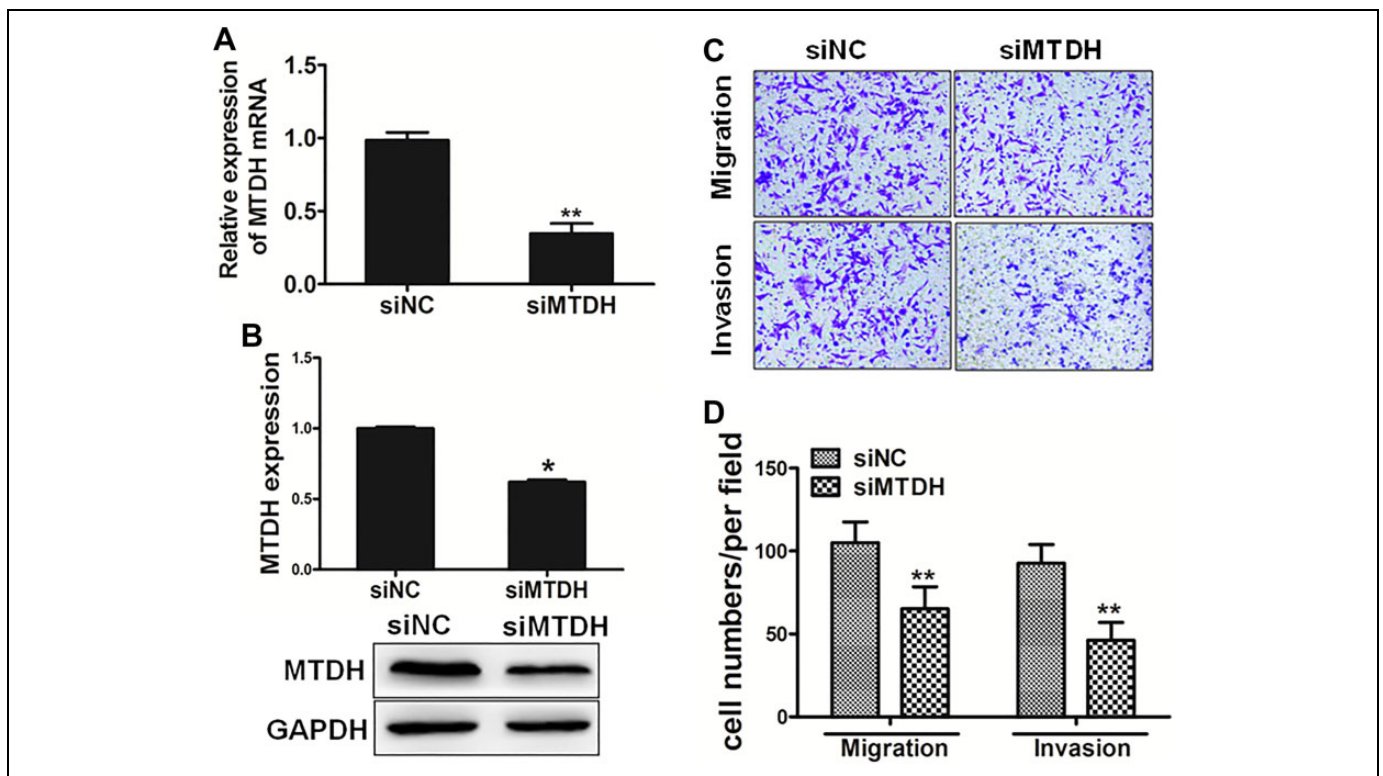 A
Relative expression
of MTDH mRNA
1.5
1.0
0.5
0.0
**
siNC
siMTDH
B
MTDH expression
1.5
1.0
0.5
0.0
*
siNC
siMTDH
siNC
siMTDH
MTDH
GAPDH
C
siNC
siMTDH
Migration
Invasion
D
cell numbers/per field
150
100
50
0
siNC
siMTDH
**
**
Migration
Invasion